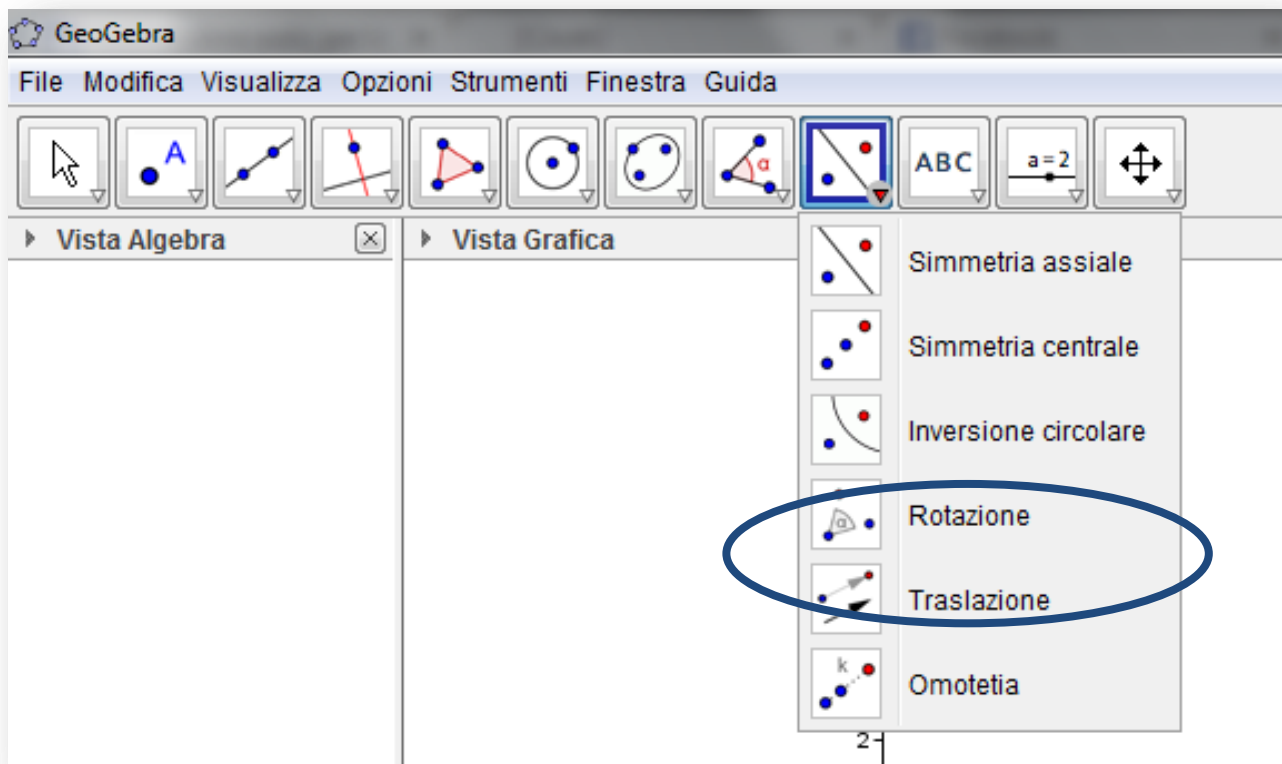 GeoGebra
File Modifica Visualizza Opzioni Strumenti Finestra Guida
A α ABC a=2
Vista Algebra Vista Grafica
Simmetria assiale
Simmetria centrale
Inversione circolare
α Rotazione
Traslazione
k Omotetia
2